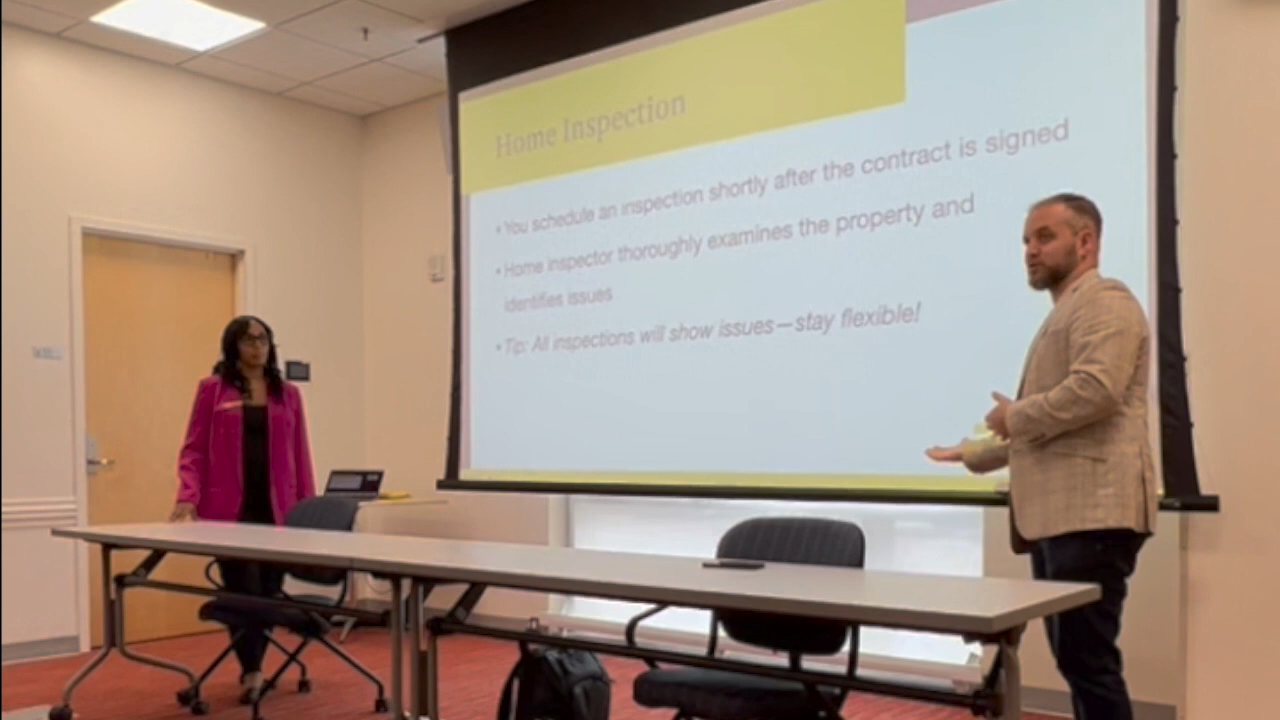 Home Inspection
• You schedule an inspection shortly after the contract is signed
• Home inspector thoroughly examines the property and
identifies issues
• Tip: All inspections will show issues—stay flexible!